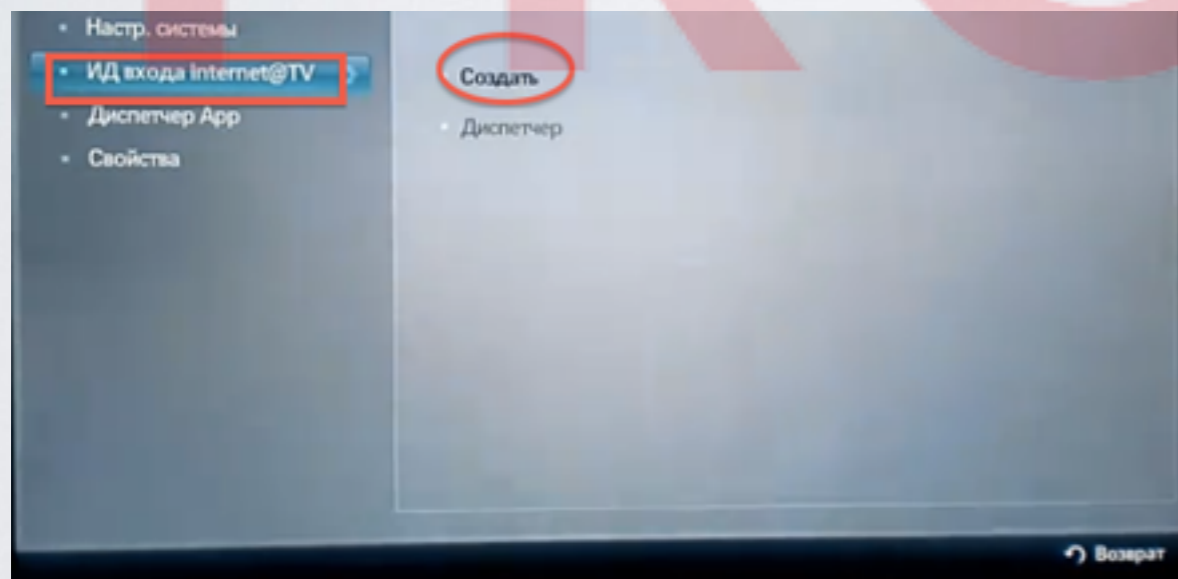 Настр. системы
ИД входа internet@TV
Диспетчер App
Свойства
Создать
Диспетчер
Возврат